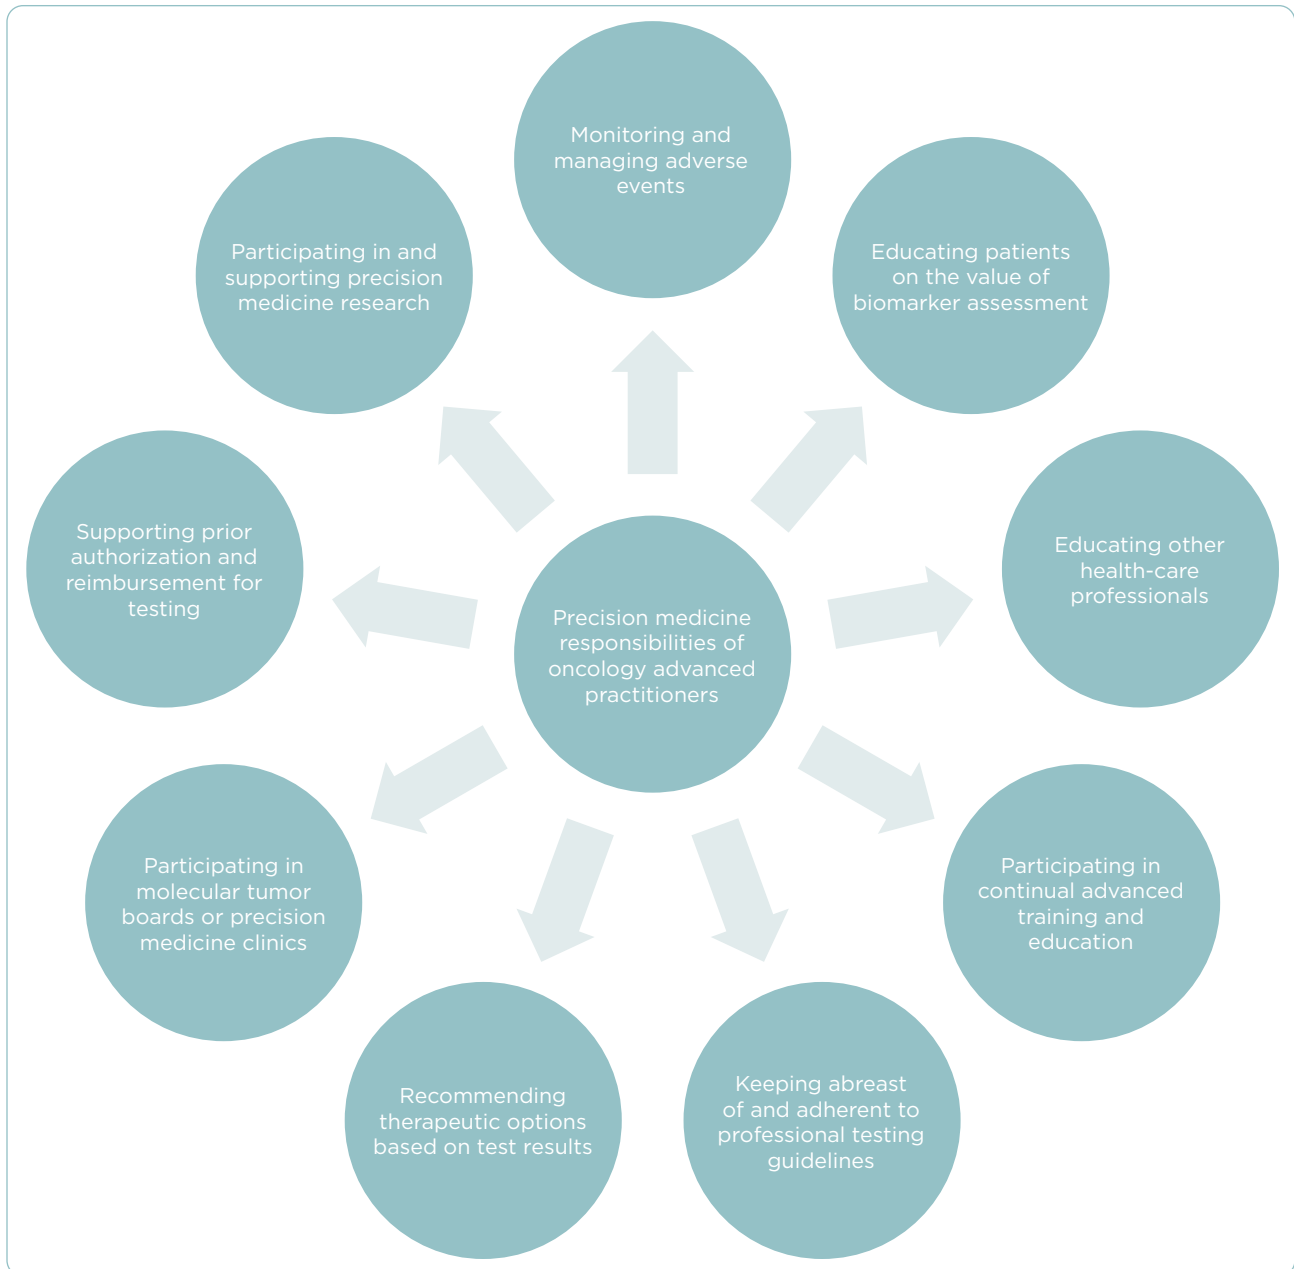 Monitoring and
managing adverse
events
Educating patients
on the value of
biomarker assessment
Educating other
health-care
professionals
Participating in
continual advanced
training and
education
Keeping abreast
of and adherent to
professional testing
guidelines
Recommending
therapeutic options
based on test results
Participating in
molecular tumor
boards or precision
medicine clinics
Supporting prior
authorization and
reimbursement for
testing
Participating in and
supporting precision
medicine research
Precision medicine
responsibilities of
oncology advanced
practitioners